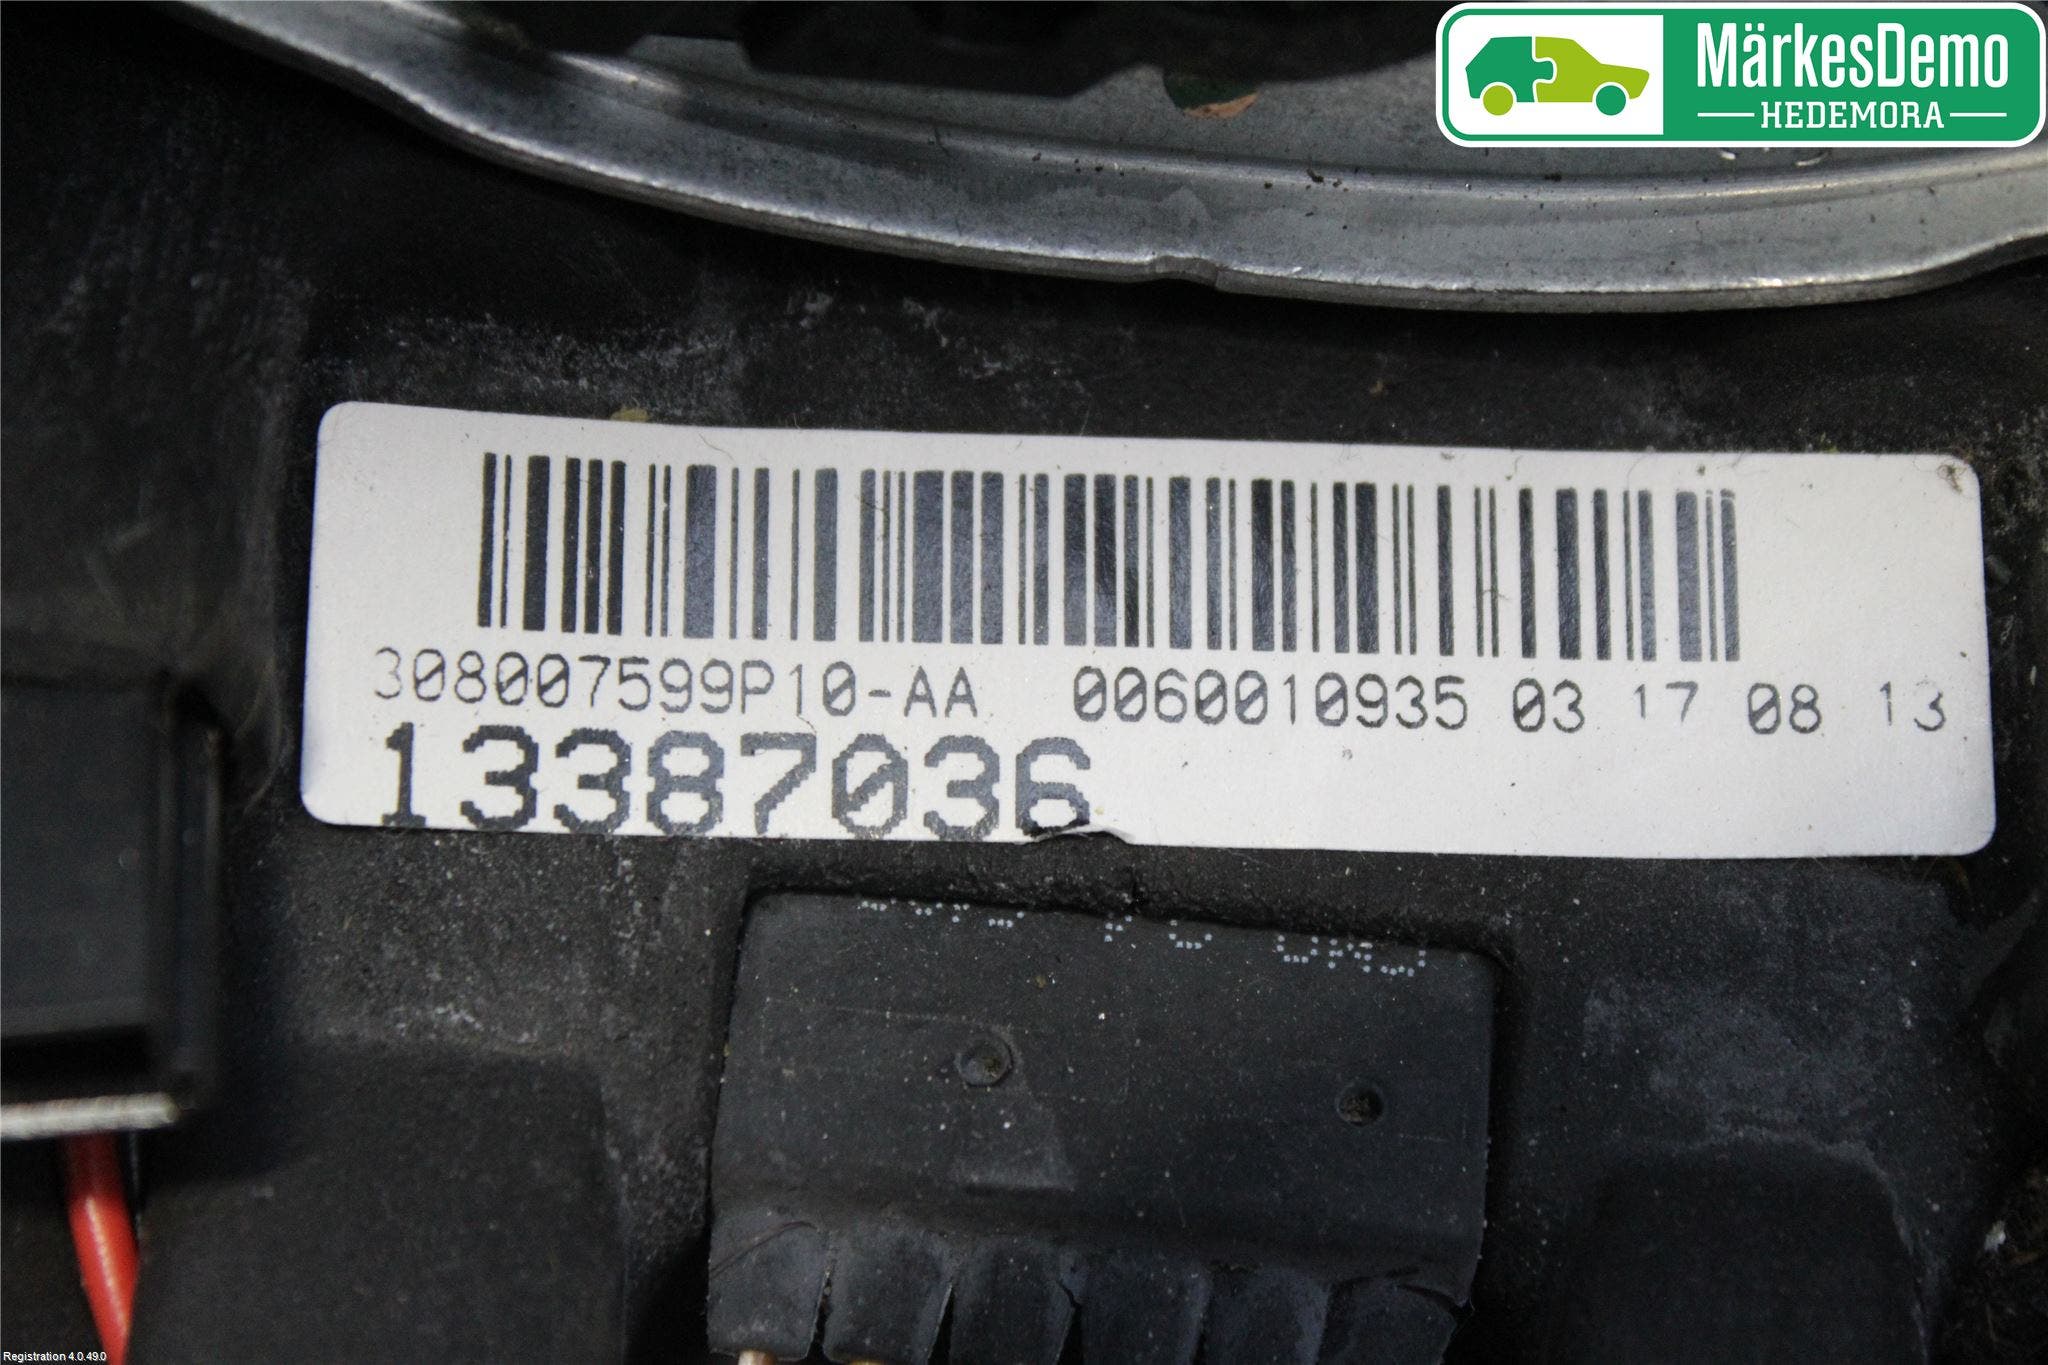 MärkesDemo
HEDEMORA
308007599P10-AA 0060010935 03 17 08 13
13387036
Registration 4.0.49.0